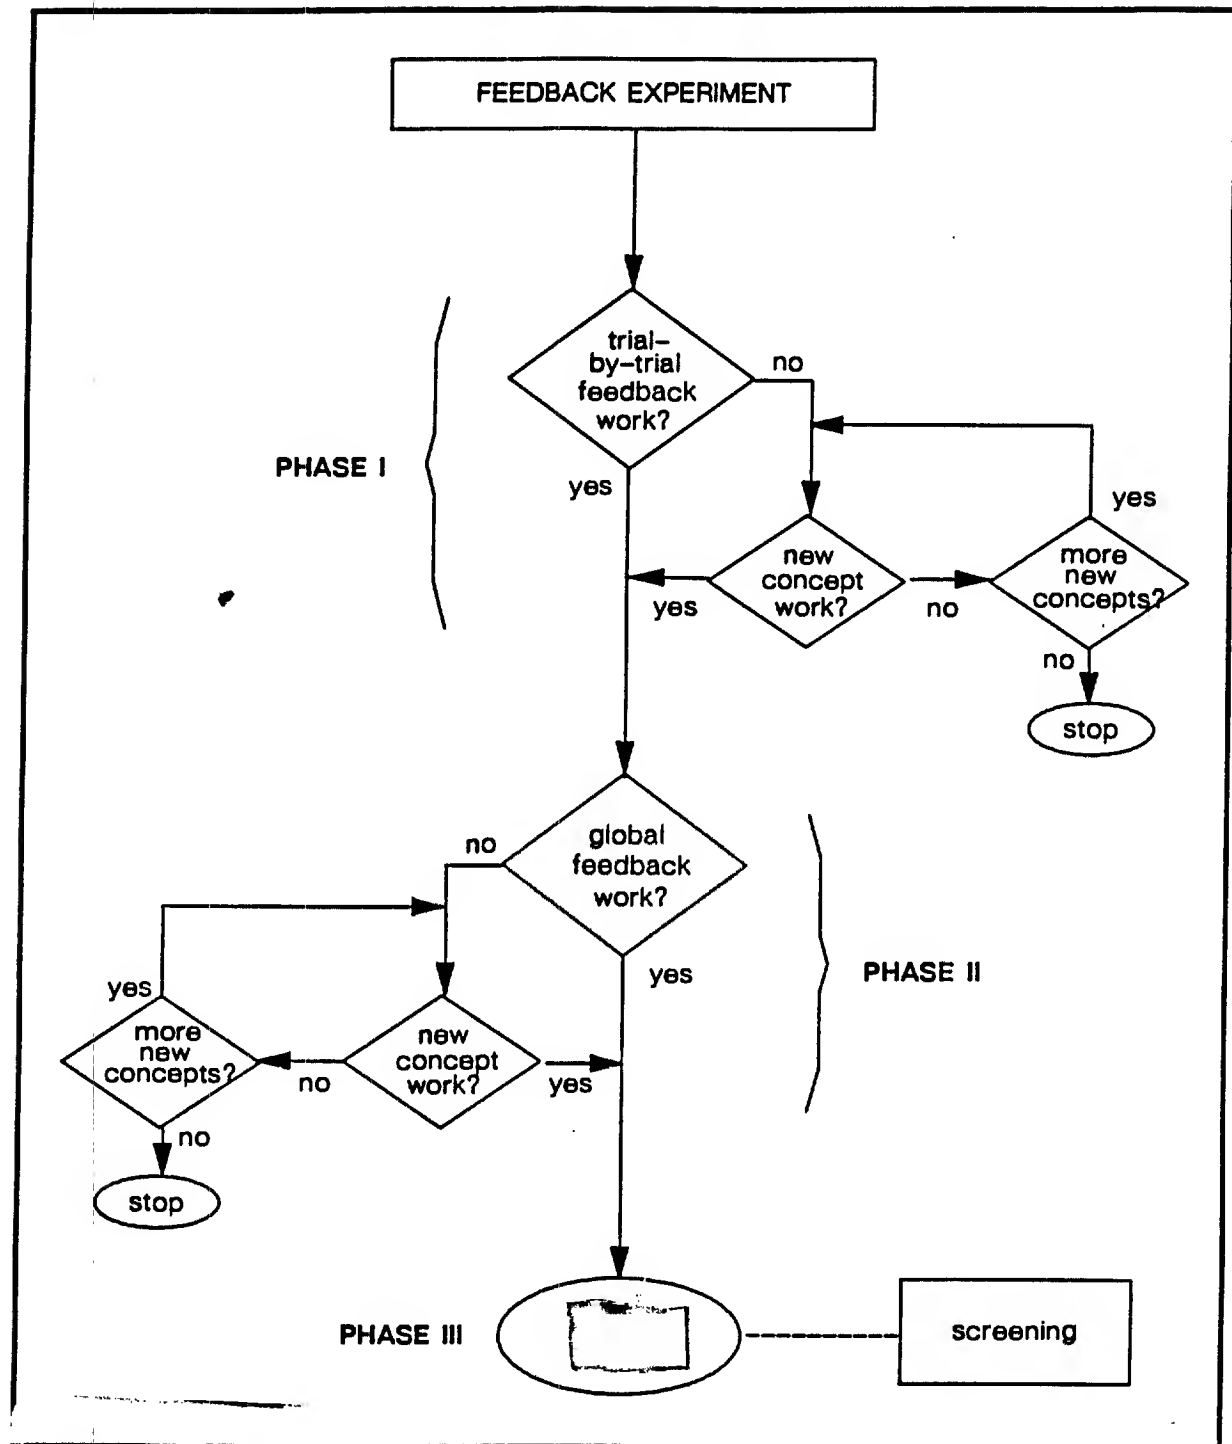 FEEDBACK EXPERIMENT
trial-
by-trial
feedback
work?
no
PHASE I
yes
yes
new
concept
work?
yes
no
more
new
concepts?
no
stop
global
feedback
work?
no
yes
PHASE II
yes
more
new
concepts?
no
new
concept
work?
yes
no
stop
PHASE III
screening